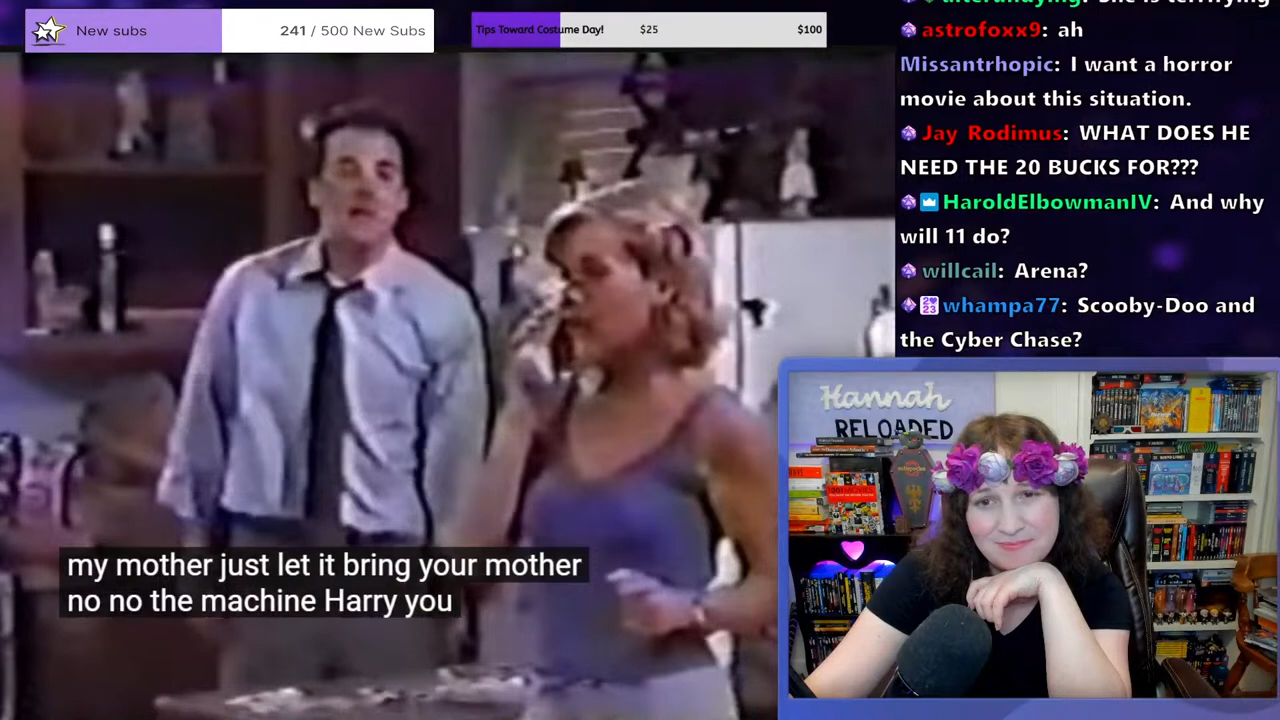 New subs
241 / 500 New Subs
Tips Toward Costume Day!
$25
$100
astrofoxx9: ah
Missantrhopic: I want a horror
movie about this situation.
Jay Rodimus: WHAT DOES HE
NEED THE 20 BUCKS FOR???
HaroldElbowmanIV: And why
will 11 do?
willcail: Arena?
whampa77: Scooby-Doo and
the Cyber Chase?
Hannah
RELOADED
my mother just let it bring your mother
no no the machine Harry you